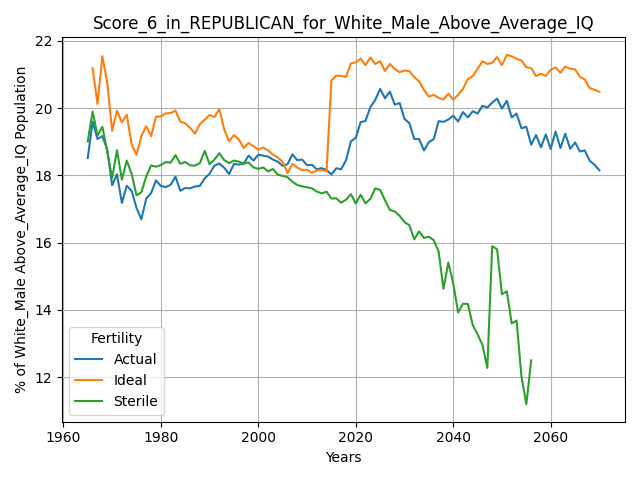 Score_6_in_REPUBLICAN_for_White_Male_Above_Average_IQ
% of White_Male Above_Average_IQ Population
22
20
18
16
14
12
Fertility
Actual
Ideal
Sterile
1960
1980
2000
2020
2040
2060
Years